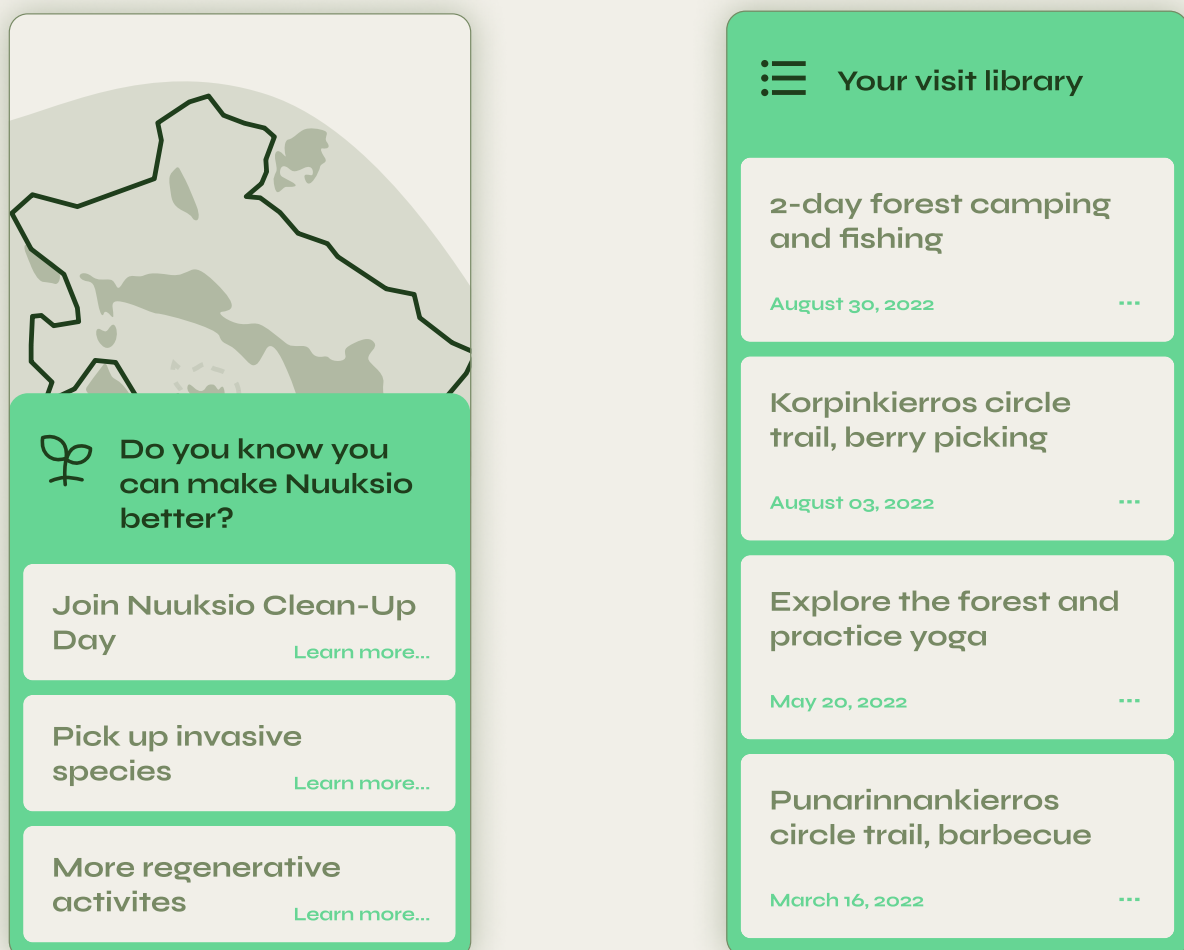 Do you know you
can make Nuuksio
better?
Join Nuuksio Clean-Up
Day
Learn more...
Pick up invasive
species
Learn more...
More regenerative
activites
Learn more...
Your visit library
2-day forest camping
and fishing
August 30, 2022
Korpinkierros circle
trail, berry picking
August 03, 2022
Explore the forest and
practice yoga
May 20, 2022
Punarinnankierros
circle trail, barbecue
March 16, 2022